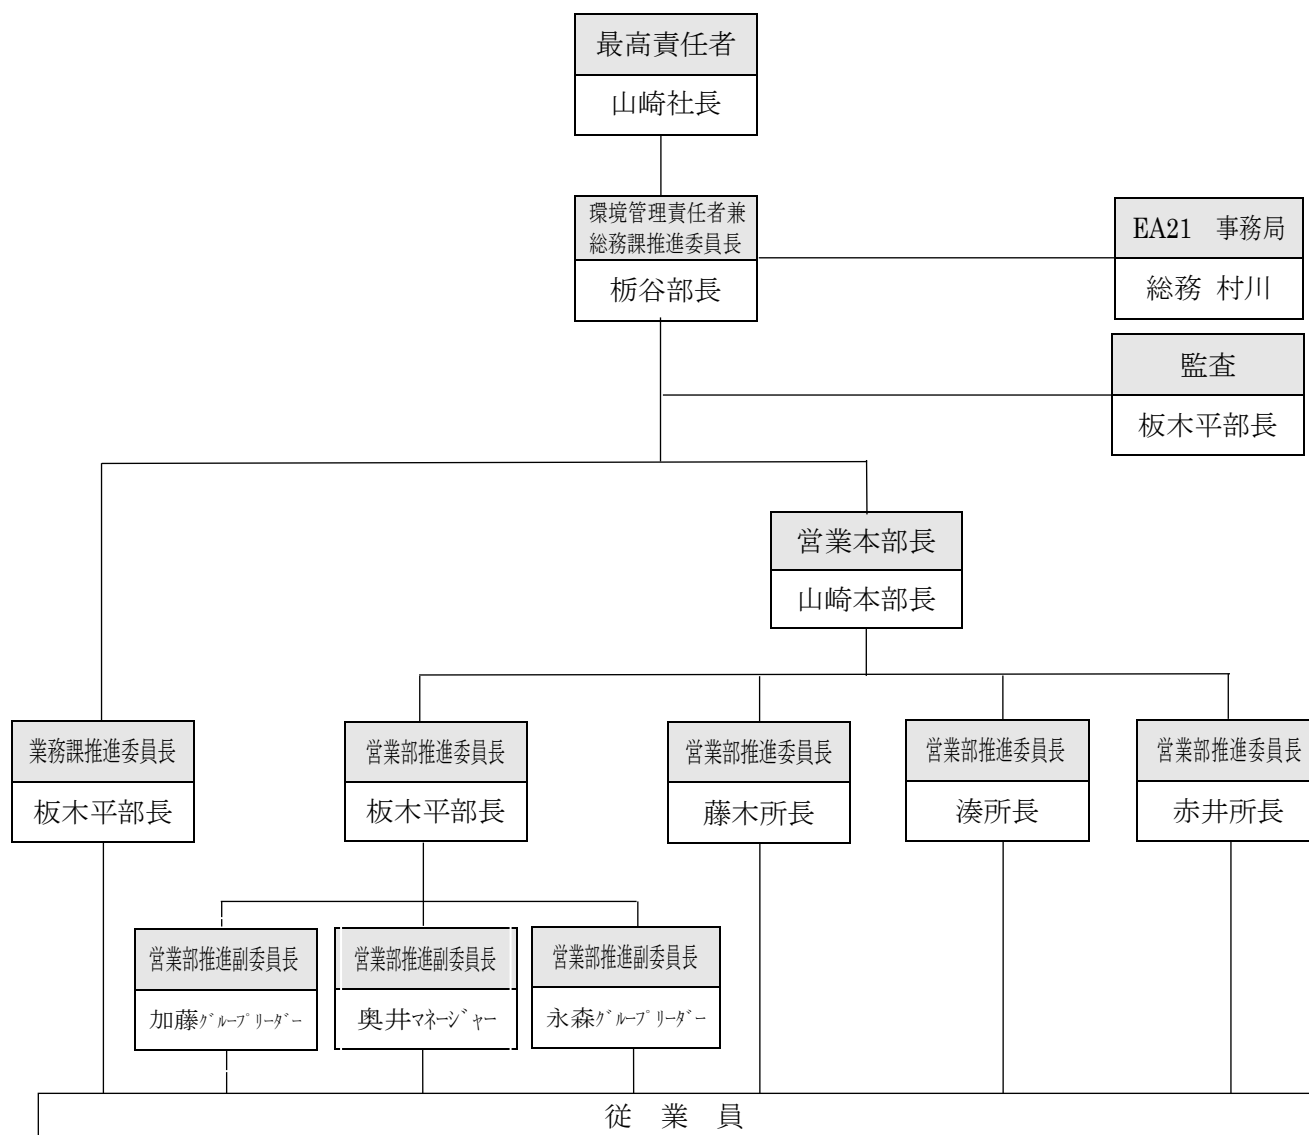 最高責任者
山崎社長
環境管理責任者兼
総務課推進委員長
栃谷部長
EA21 事務局
総務 村川
監査
板木平部長
営業本部長
山崎本部長
業務課推進委員長
板木平部長
営業部推進委員長
板木平部長
営業部推進委員長
藤木所長
営業部推進委員長
湊所長
営業部推進委員長
赤井所長
営業部推進副委員長
加藤グループリーダー
営業部推進副委員長
奥井マネージャー
営業部推進副委員長
永森グループリーダー
従 業 員